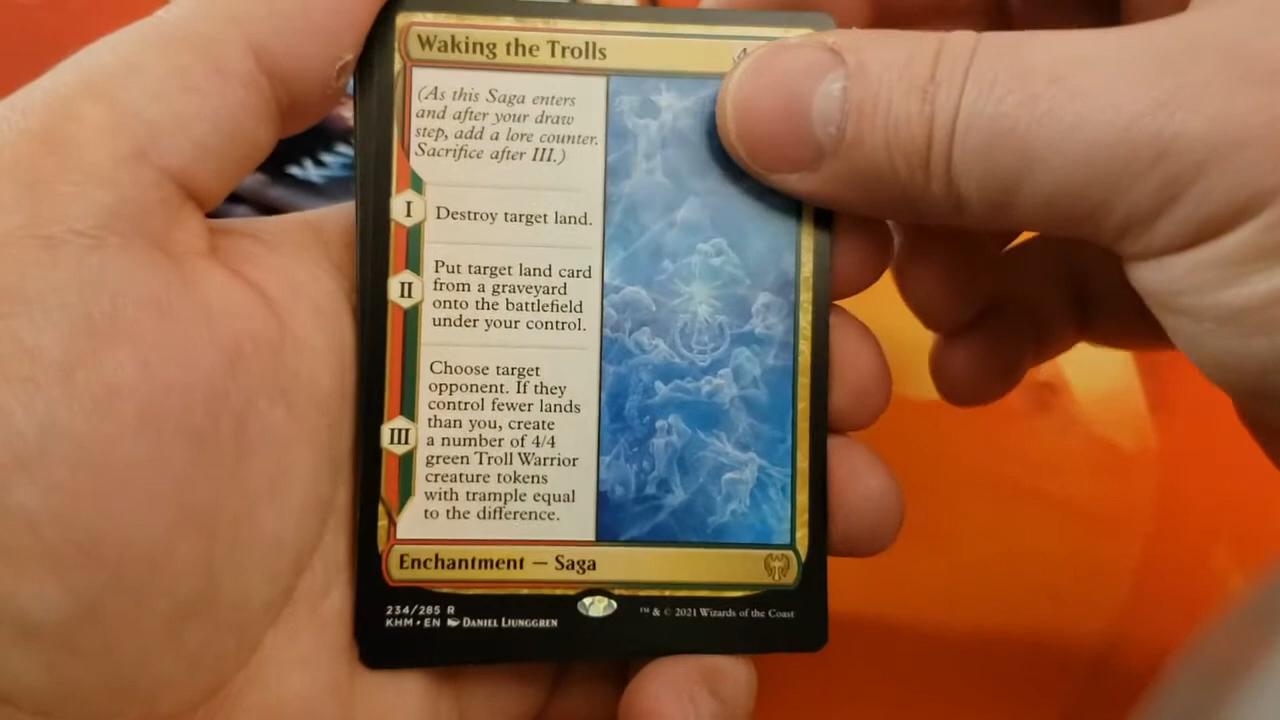 Waking the Trolls
(As this Saga enters
and after your draw
step, add a lore counter.
Sacrifice after III.)
I
Destroy target land.
II
Put target land card
from a graveyard
onto the battlefield
under your control.
III
Choose target
opponent. If they
control fewer lands
than you, create
a number of 4/4
green Troll Warrior
creature tokens
with trample equal
to the difference.
Enchantment — Saga
234/285 R
KHM • EN DANIEL LJUNGGREN
™ & © 2021 Wizards of the Coast